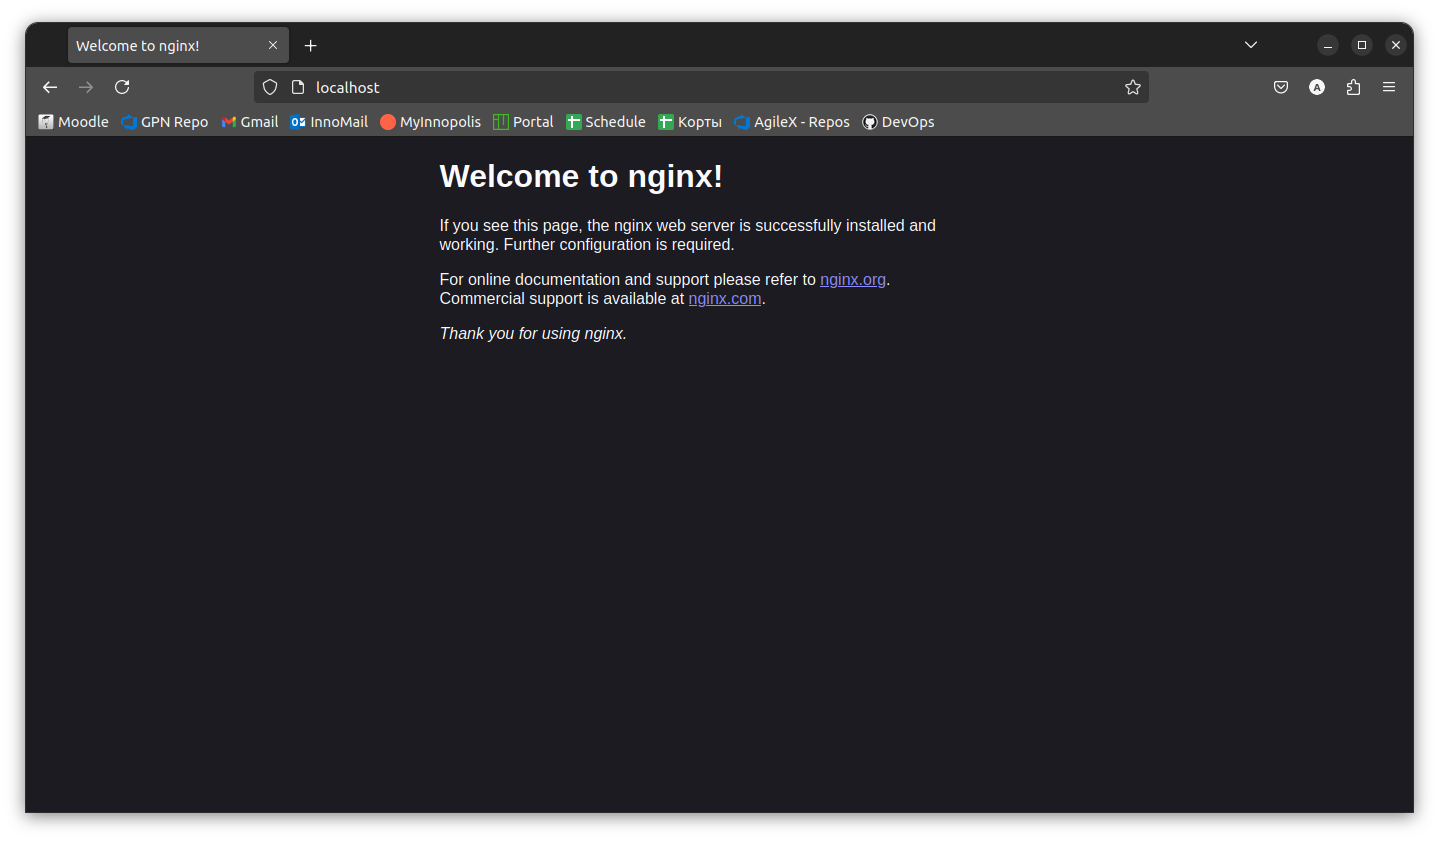 Welcome to nginx!
localhost
A
Moodle GPN Repo Gmail InnoMail MyInnopolis Portal Schedule Корты AgileX - Repos DevOps
Welcome to nginx!
If you see this page, the nginx web server is successfully installed and
working. Further configuration is required.
For online documentation and support please refer to nginx.org.
Commercial support is available at nginx.com.
Thank you for using nginx.